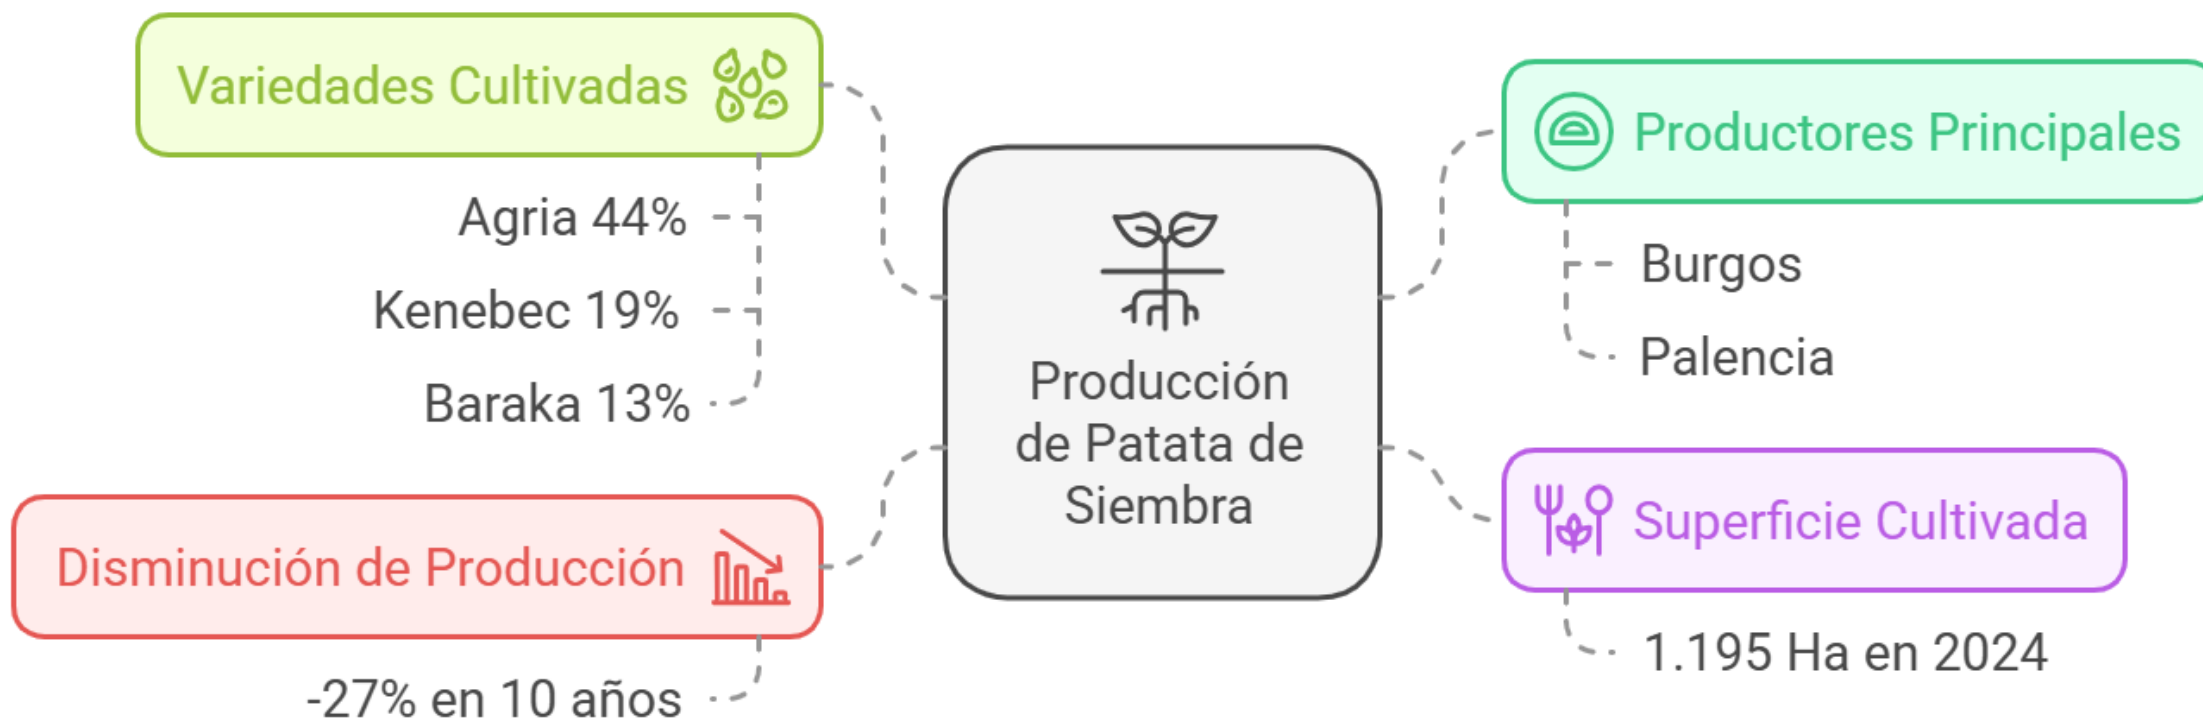 Variedades Cultivadas
Agria 44%
Kenebec 19%
Baraka 13%
Disminución de Producción
-27% en 10 años
Producción
de Patata de
Siembra
Productores Principales
Burgos
Palencia
Superficie Cultivada
1.195 Ha en 2024